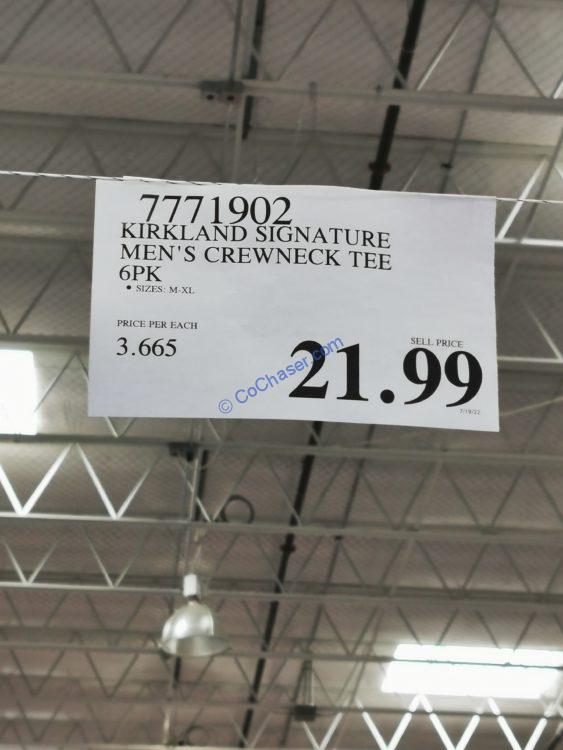 7771902
KIRKLAND SIGNATURE
MEN'S CREWNECK TEE
6PK
• SIZES: M-XL
PRICE PER EACH
3.665
SELL PRICE
21.99
7/19/22
© CoChaser.com